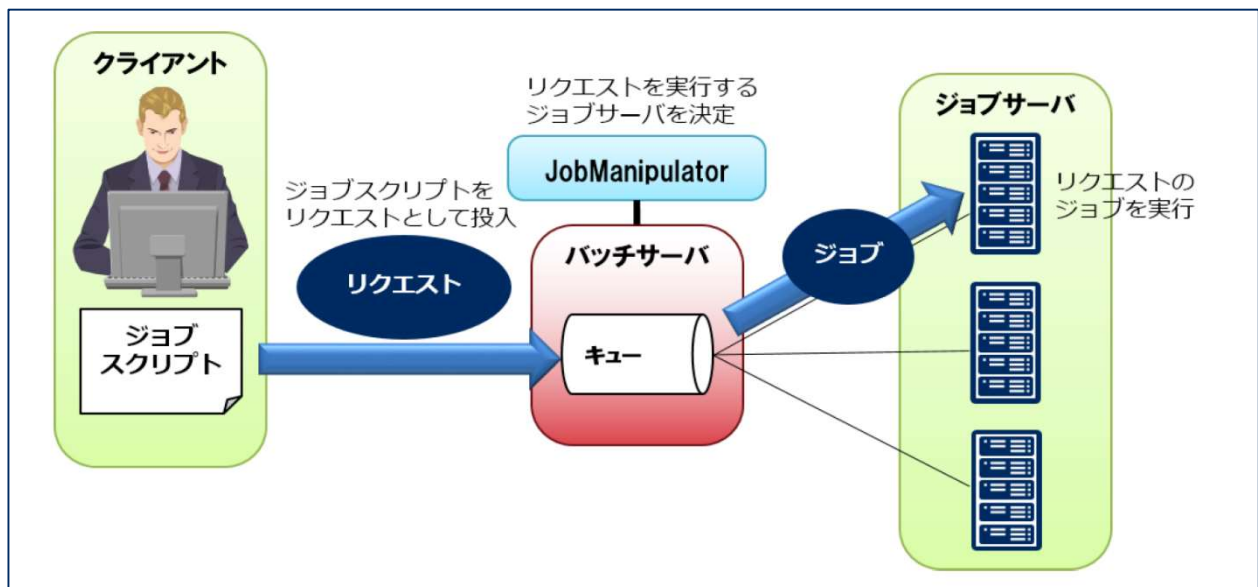 クライアント
ジョブ
スクリプト
ジョブスクリプトを
リクエストとして投入
リクエスト
リクエストを実行する
ジョブサーバを決定
JobManipulator
バッチサーバ
キュー
ジョブ
ジョブサーバ
リクエストの
ジョブを実行